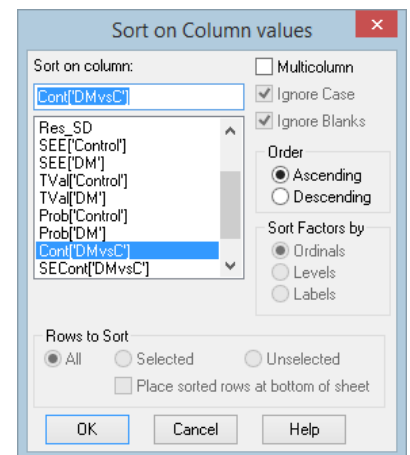 Sort on Column values
Sort on column:
Cont['DMvsC']
Res_SD
SEE['Control']
SEE['DM']
TVal['Control']
TVal['DM']
Prob['Control']
Prob['DM']
Cont['DMvsC']
SECont['DMvsC']
Multicolumn
Ignore Case
Ignore Blanks
Order
Ascending
Descending
Sort Factors by
Ordinals
Levels
Labels
Rows to Sort
All Selected Unselected
Place sorted rows at bottom of sheet
OK Cancel Help